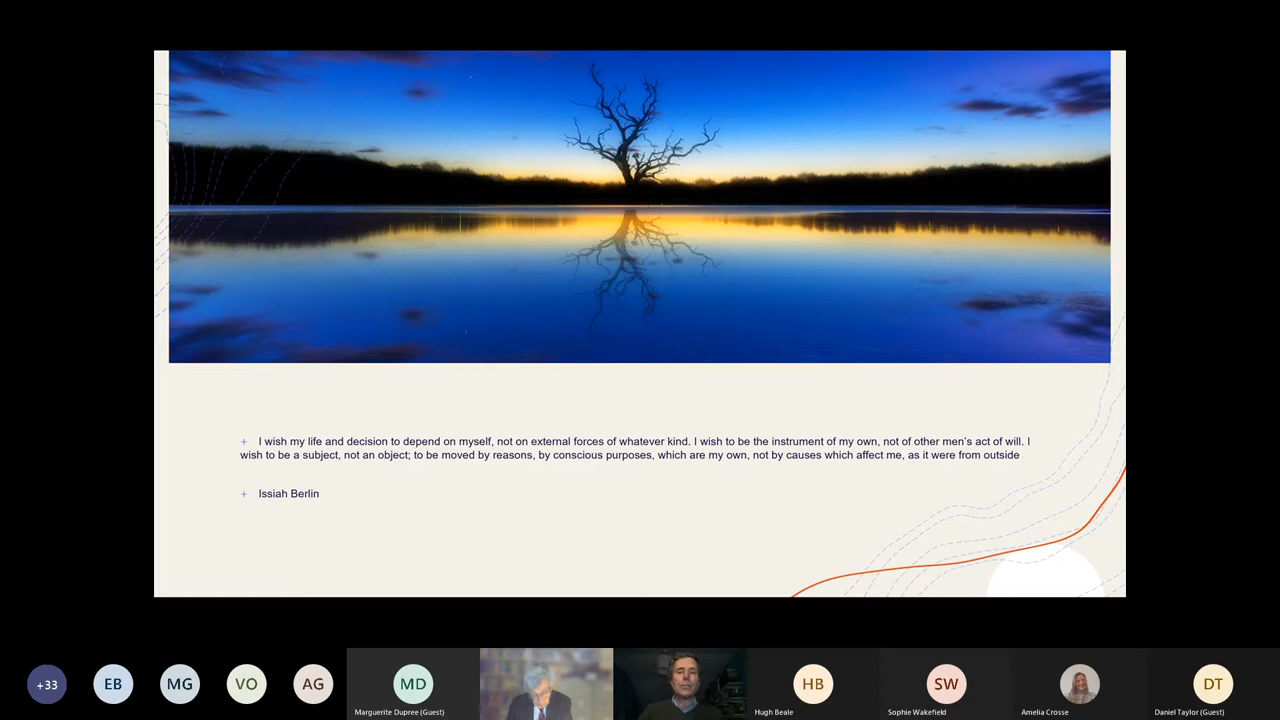 + I wish my life and decision to depend on myself, not on external forces of whatever kind. I wish to be the instrument of my own, not of other men's act of will. I
wish to be a subject, not an object; to be moved by reasons, by conscious purposes, which are my own, not by causes which affect me, as it were from outside
+ Issiah Berlin
+33
EB
MG
VO
AG
MD
HB
SW
DT
Marguerite Dupree (Guest)
Hugh Beale
Sophie Wakefield
Amelia Crosse
Daniel Taylor (Guest)